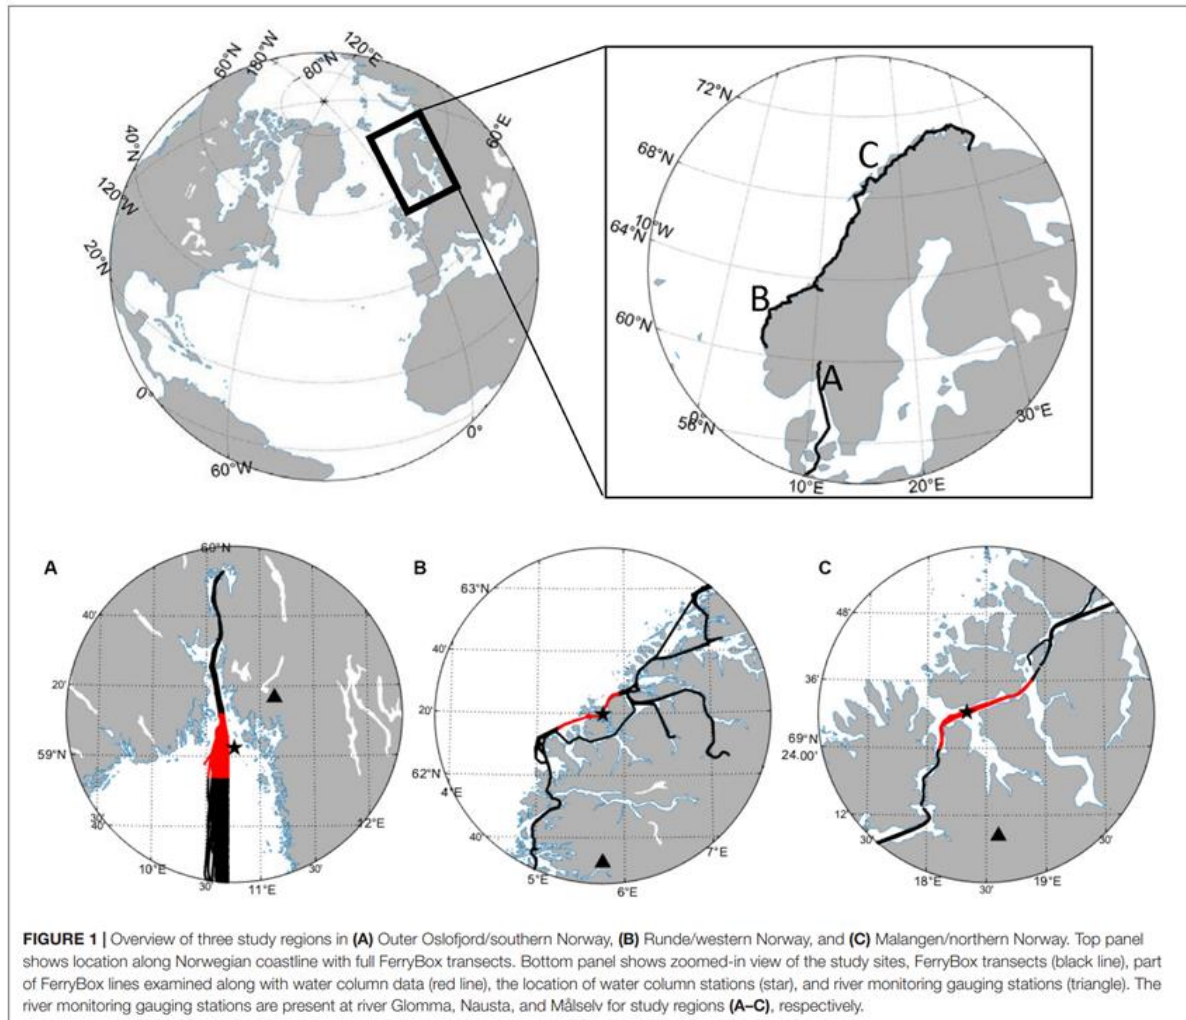 60°N
180°W
80°N
120°E
60°E
40°N
120°W
20°N
0°
0°
60°W
72°N
68°N
10°W
64°N
60°N
0°
56°N
10°E
20°E
30°E
C
B
A
A
60°N
40'
20'
59°N
30'
40'
10°E
30'
11°E
30'
12°E
B
63°N
40'
20'
62°N
4°E
40'
5°E
6°E
7°E
C
48'
36'
69°N
24.00'
12'
30'
18°E
30'
19°E
30'
FIGURE 1 | Overview of three study regions in (A) Outer Oslofjord/southern Norway, (B) Runde/western Norway, and (C) Malangen/northern Norway. Top panel
shows location along Norwegian coastline with full FerryBox transects. Bottom panel shows zoomed-in view of the study sites, FerryBox transects (black line), part
of FerryBox lines examined along with water column data (red line), the location of water column stations (star), and river monitoring gauging stations (triangle). The
river monitoring gauging stations are present at river Glomma, Nausta, and Målselv for study regions (A–C), respectively.